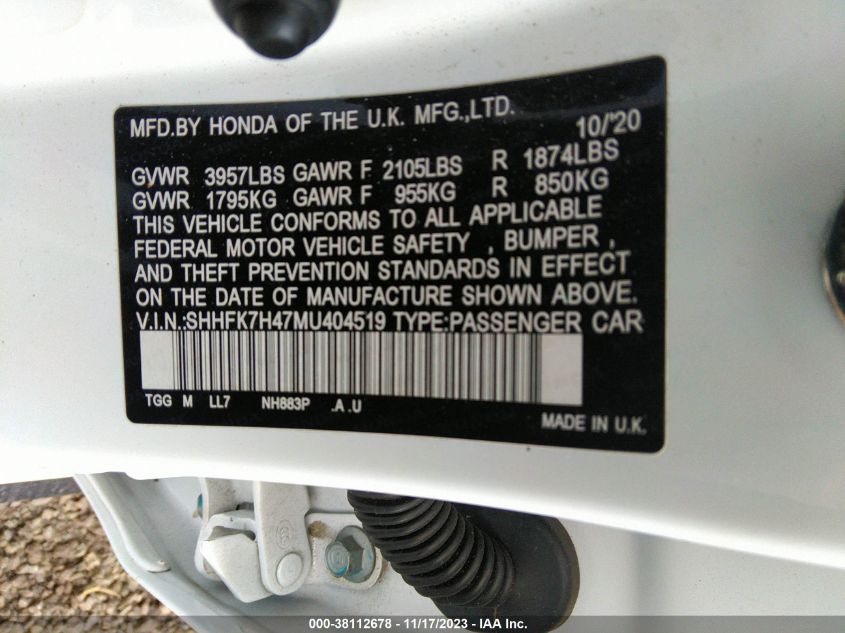 MFD.BY HONDA OF THE U.K. MFG.,LTD. 10/'20
GVWR 3957LBS GAWR F 2105LBS R 1874LBS
GVWR 1795KG GAWR F 955KG R 850KG
THIS VEHICLE CONFORMS TO ALL APPLICABLE
FEDERAL MOTOR VEHICLE SAFETY , BUMPER ,
AND THEFT PREVENTION STANDARDS IN EFFECT
ON THE DATE OF MANUFACTURE SHOWN ABOVE.
V.I.N.:SHHFK7H47MU404519 TYPE:PASSENGER CAR
TGG M LL7 NH883P .A .U
MADE IN U.K.
000-38112678 - 11/17/2023 - IAA Inc.